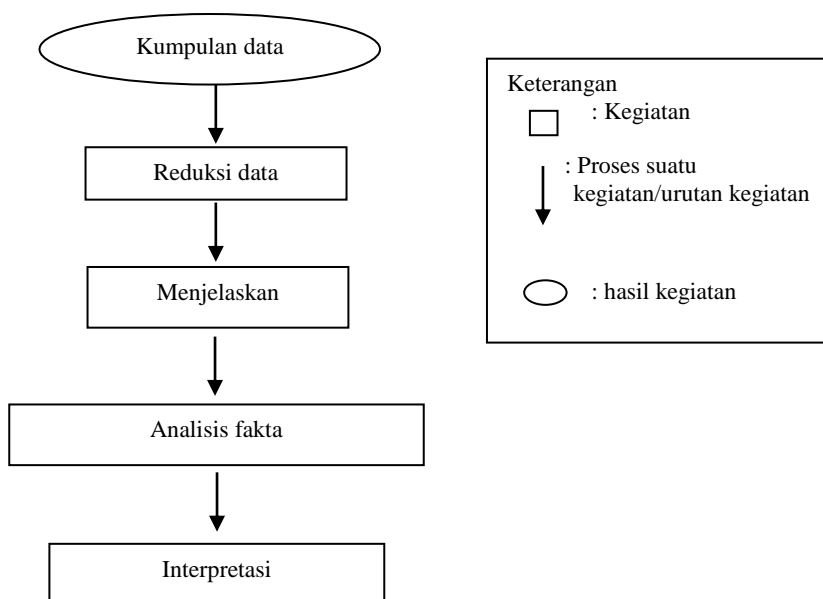 Kumpulan data
Reduksi data
Menjelaskan
Analisis fakta
Interpretasi
Keterangan
: Kegiatan
: Proses suatu
kegiatan/urutan kegiatan
: hasil kegiatan